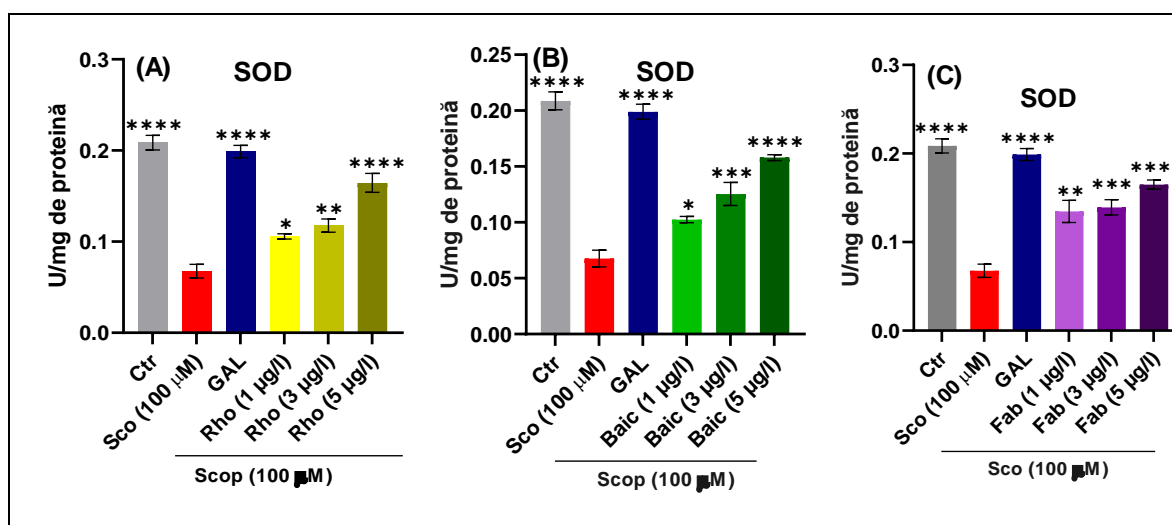 (A)
SOD
U/mg de proteină
0.3
0.2
0.1
0.0
**** **** * ** ****
Ctr
Sco (100 μM)
GAL
Rho (1 µg/l)
Rho (3 µg/l)
Rho (5 µg/l)
Scop (100 μM)
(B)
SOD
U/mg de proteină
0.25
0.20
0.15
0.10
0.05
0.00
**** **** * *** ****
Ctr
Sco (100 μM)
GAL
Baic (1 µg/l)
Baic (3 µg/l)
Baic (5 µg/l)
Scop (100 μM)
(C)
SOD
U/mg de proteină
0.3
0.2
0.1
0.0
**** **** ** *** ***
Ctr
Sco (100 μM)
GAL
Fab (1 µg/l)
Fab (3 µg/l)
Fab (5 µg/l)
Sco (100 μM)